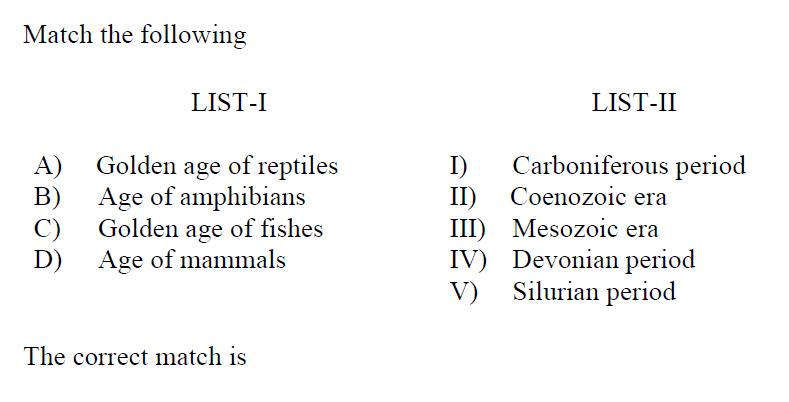 Match the following
LIST-I LIST-II
A) Golden age of reptiles I) Carboniferous period
B) Age of amphibians II) Coenozoic era
C) Golden age of fishes III) Mesozoic era
D) Age of mammals IV) Devonian period
V) Silurian period
The correct match is